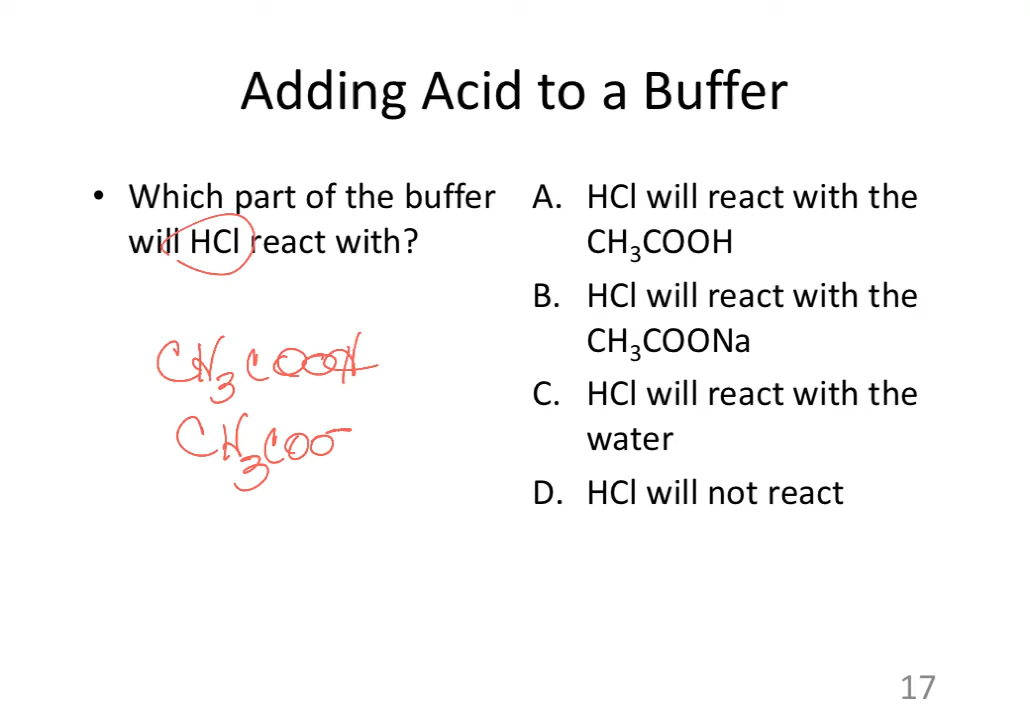 Adding Acid to a Buffer
• Which part of the buffer
will HCl react with?
CH₃COOH
CH₃COO⁻
A. HCl will react with the
CH₃COOH
B. HCl will react with the
CH₃COONa
C. HCl will react with the
water
D. HCl will not react
17